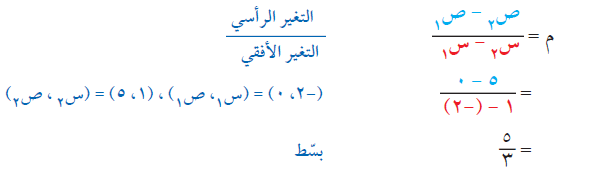 م = (ص٢ − ص١) / (س٢ − س١) التغير الرأسي / التغير الأفقي
= (٥ − ٠) / (١ − (−٢)) (−٢، ٠) = (س١، ص١)، (١، ٥) = (س٢، ص٢)
= ٥/٣ بسّط